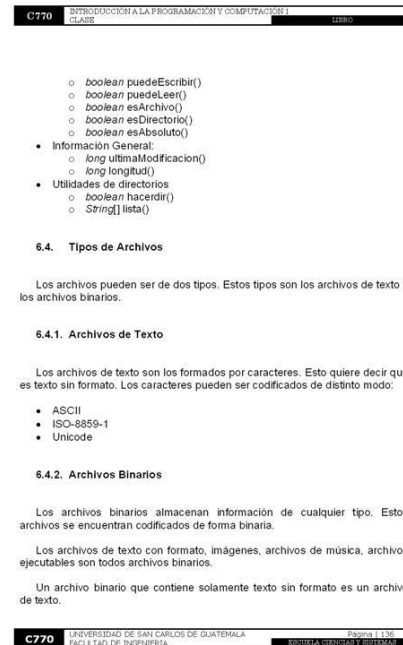 C770 INTRODUCCIÓN A LA PROGRAMACIÓN Y COMPUTACIÓN 1
CLASE LIBRO
o boolean puedeEscribir()
o boolean puedeLeer()
o boolean esArchivo()
o boolean esDirectorio()
o boolean esAbsoluto()
• Información General:
o long ultimaModificacion()
o long longitud()
• Utilidades de directorios
o boolean hacerdir()
o String[] lista()
6.4. Tipos de Archivos
Los archivos pueden ser de dos tipos. Estos tipos son los archivos de texto
los archivos binarios.
6.4.1. Archivos de Texto
Los archivos de texto son los formados por caracteres. Esto quiere decir qu
es texto sin formato. Los caracteres pueden ser codificados de distinto modo:
• ASCII
• ISO-8859-1
• Unicode
6.4.2. Archivos Binarios
Los archivos binarios almacenan información de cualquier tipo. Esto
archivos se encuentran codificados de forma binaria.
Los archivos de texto con formato, imágenes, archivos de música, archivo
ejecutables son todos archivos binarios.
Un archivo binario que contiene solamente texto sin formato es un archiv
de texto.
C770 UNIVERSIDAD DE SAN CARLOS DE GUATEMALA Página | 136
FACULTAD DE INGENIERIA ESCUELA CIENCIAS Y SISTEMAS